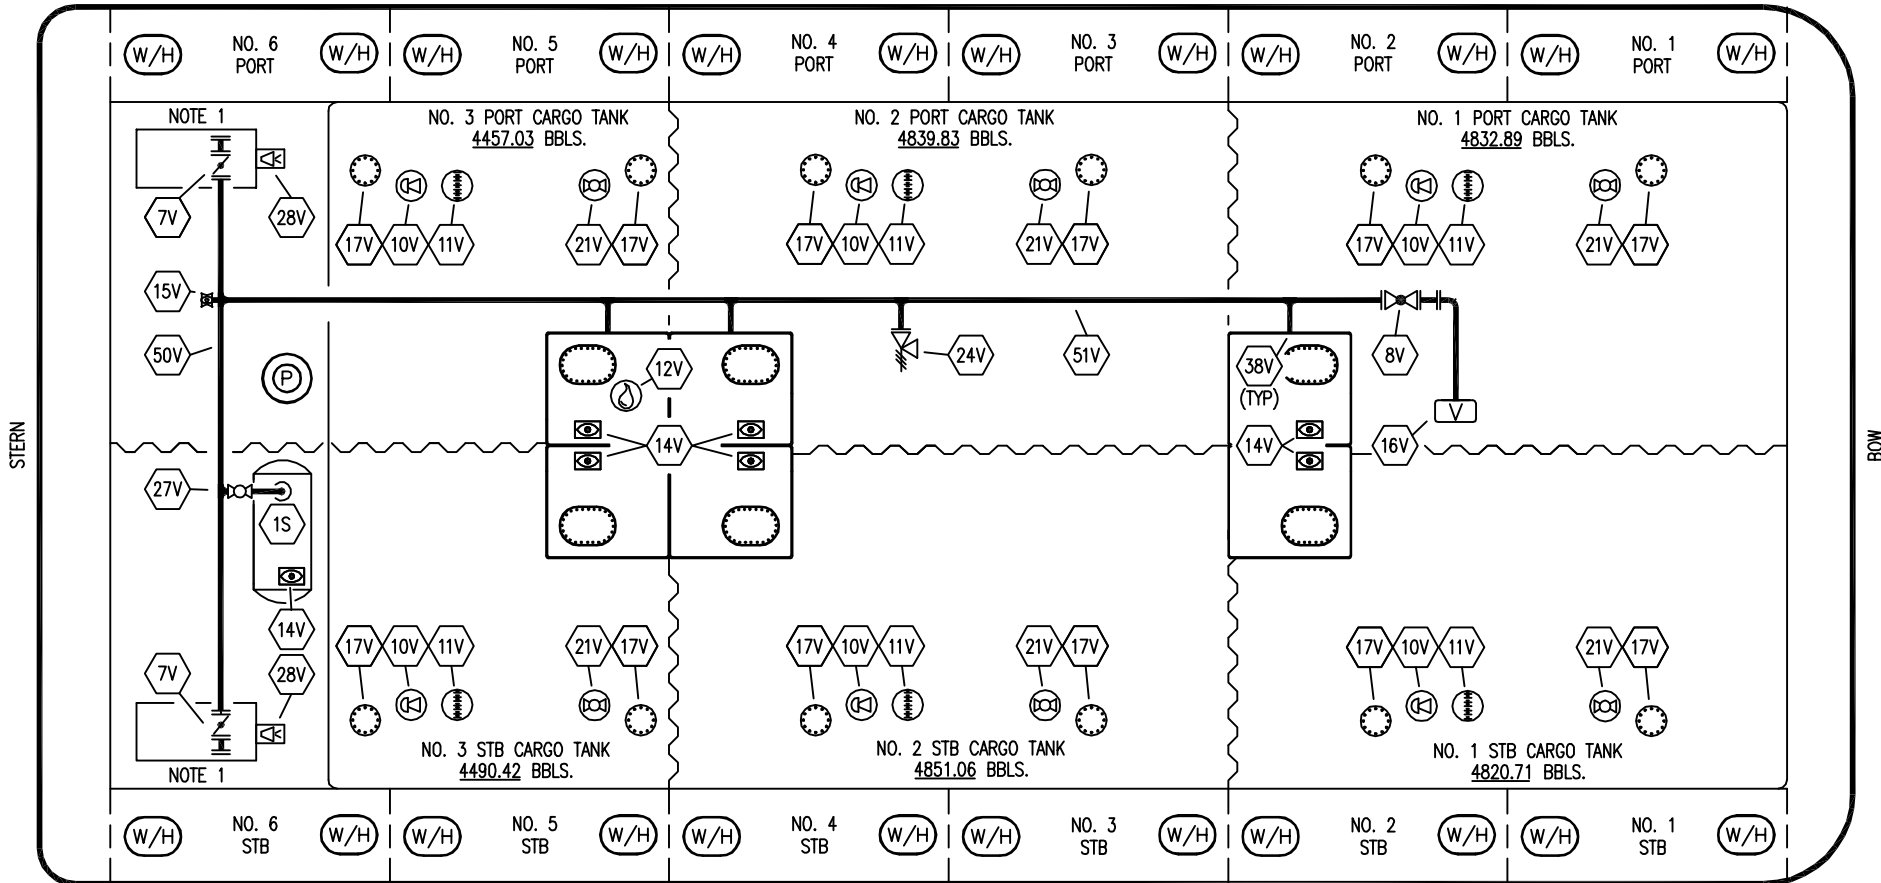 W/H
NO. 6
PORT
W/H
W/H
NO. 5
PORT
W/H
W/H
NO. 4
PORT
W/H
W/H
NO. 3
PORT
W/H
W/H
NO. 2
PORT
W/H
W/H
NO. 1
PORT
W/H
NOTE 1
NO. 3 PORT CARGO TANK
4457.03 BBLS.
NO. 2 PORT CARGO TANK
4839.83 BBLS.
NO. 1 PORT CARGO TANK
4832.89 BBLS.
7V
28V
17V
10V
11V
21V
17V
17V
10V
11V
21V
17V
17V
10V
11V
21V
17V
15V
50V
P
12V
24V
51V
38V
(TYP)
8V
V
STERN
BOW
14V
14V
16V
27V
1S
14V
7V
28V
17V
10V
11V
21V
17V
17V
10V
11V
21V
17V
17V
10V
11V
21V
17V
NO. 3 STB CARGO TANK
4490.42 BBLS.
NO. 2 STB CARGO TANK
4851.06 BBLS.
NO. 1 STB CARGO TANK
4820.71 BBLS.
NOTE 1
W/H
NO. 6
STB
W/H
W/H
NO. 5
STB
W/H
W/H
NO. 4
STB
W/H
W/H
NO. 3
STB
W/H
W/H
NO. 2
STB
W/H
W/H
NO. 1
STB
W/H